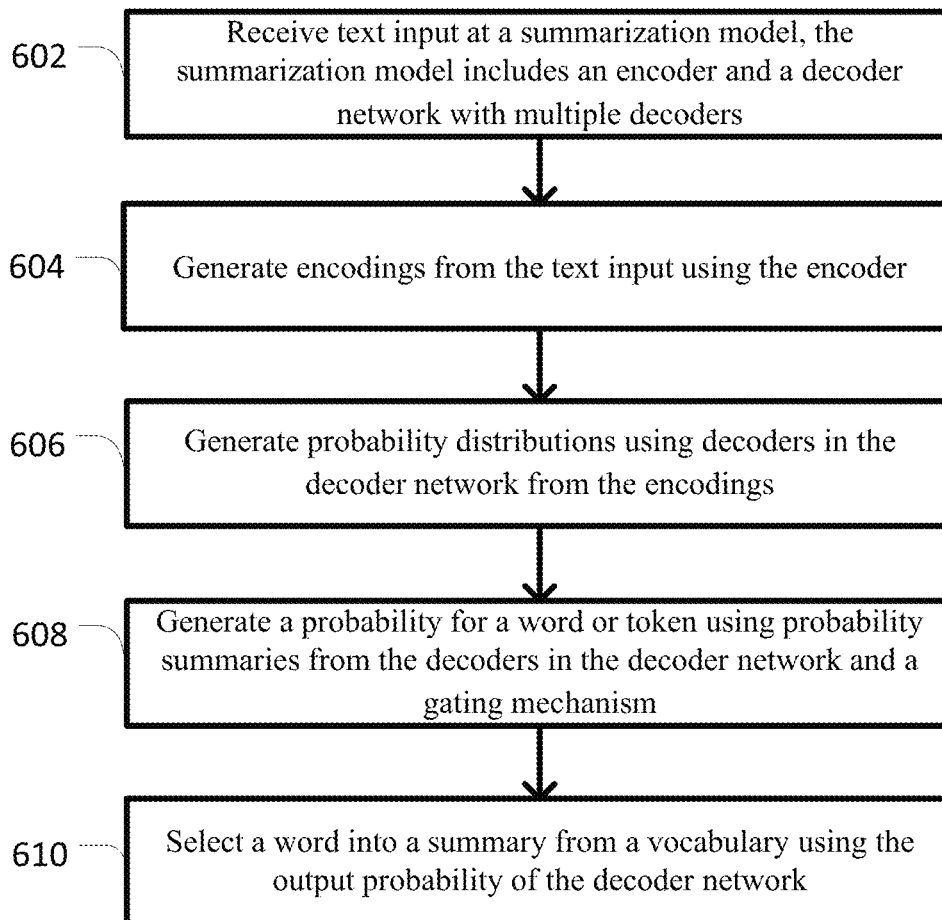 602
Receive text input at a summarization model, the
summarization model includes an encoder and a decoder
network with multiple decoders
604
Generate encodings from the text input using the encoder
606
Generate probability distributions using decoders in the
decoder network from the encodings
608
Generate a probability for a word or token using probability
summaries from the decoders in the decoder network and a
gating mechanism
610
Select a word into a summary from a vocabulary using the
output probability of the decoder network